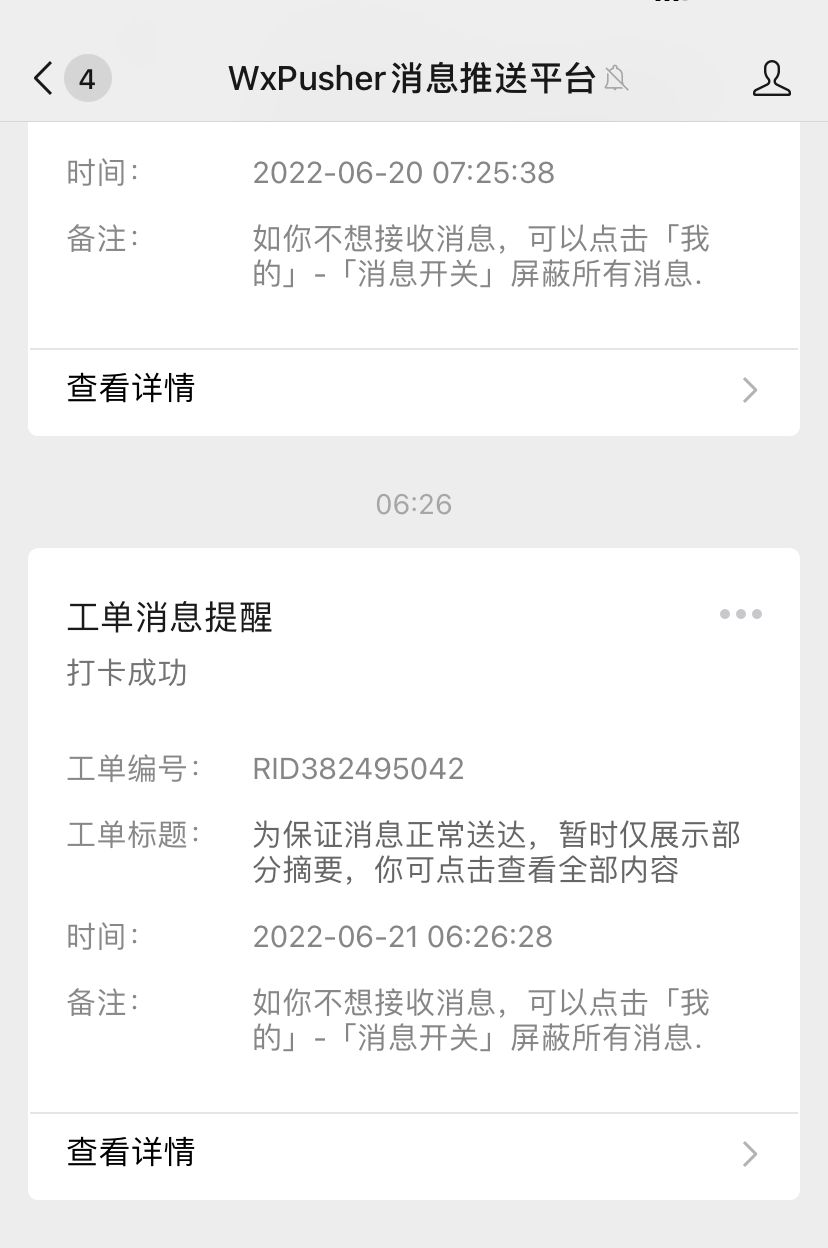 4
WxPusher消息推送平台
时间：
2022-06-20 07:25:38
备注：
如你不想接收消息，可以点击「我
的」-「消息开关」屏蔽所有消息.
查看详情
06:26
工单消息提醒
打卡成功
工单编号：
RID382495042
工单标题：
为保证消息正常送达，暂时仅展示部
分摘要，你可点击查看全部内容
时间：
2022-06-21 06:26:28
备注：
如你不想接收消息，可以点击「我
的」-「消息开关」屏蔽所有消息.
查看详情